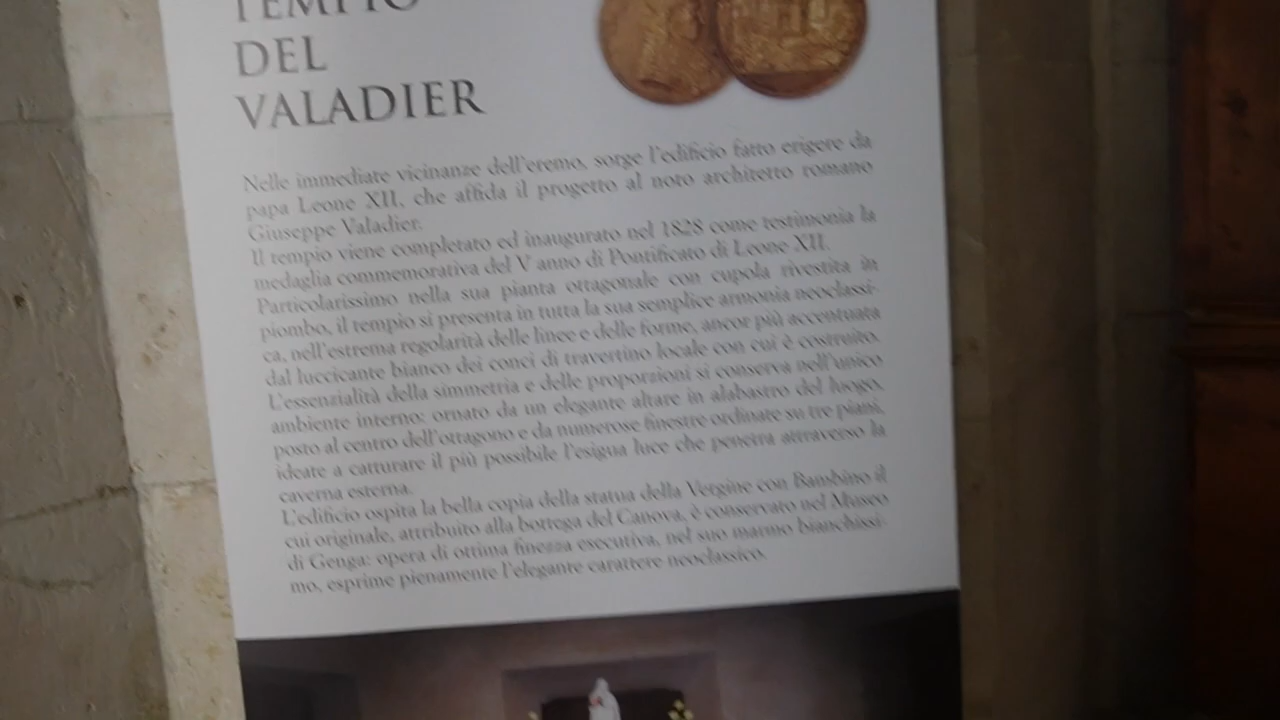 TEMPIO
DEL
VALADIER
Nelle immediate vicinanze dell'eremo, sorge l'edificio fatto erigere da
papa Leone XII, che affida il progetto al noto architetto romano
Giuseppe Valadier.
Il tempio viene completato ed inaugurato nel 1828 come testimonia la
medaglia commemorativa del V anno di Pontificato di Leone XII.
Particolarissimo nella sua pianta ottagonale con cupola rivestita in
piombo, il tempio si presenta in tutta la sua semplice armonia neoclassi-
ca, nell'estrema regolarità delle linee e delle forme, ancor più accentuata
dal luccicante bianco dei conci di travertino locale con cui è costruito.
L'essenzialità della simmetria e delle proporzioni si conserva nell'unico
ambiente interno: ornato da un elegante altare in alabastro del luogo,
posto al centro dell'ottagono e da numerose finestre ordinate su tre piani,
ideate a catturare il più possibile l'esigua luce che penetra attraverso la
caverna esterna.
L'edificio ospita la bella copia della statua della Vergine con Bambino il
cui originale, attribuito alla bottega del Canova, è conservato nel Museo
di Genga: opera di ottima finezza esecutiva, nel suo marmo bianchissi-
mo, esprime pienamente l'elegante carattere neoclassico.